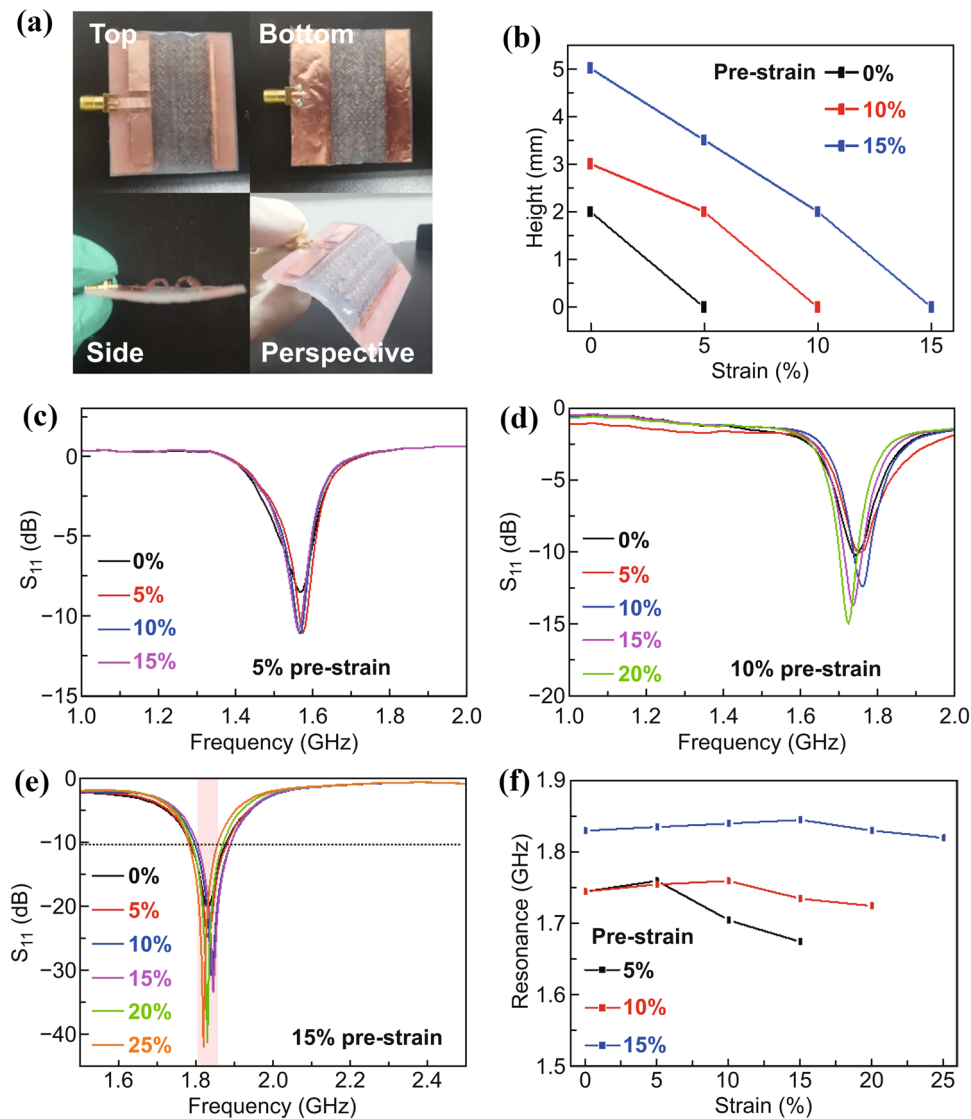 (a)
Top
Bottom
Side
Perspective
(b)
Height (mm)
5
4
3
2
1
0
Pre-strain
0%
10%
15%
0 5 10 15
Strain (%)
(c)
S11 (dB)
0
−5
−10
−15
0%
5%
10%
15%
5% pre-strain
1.0 1.2 1.4 1.6 1.8 2.0
Frequency (GHz)
(d)
S11 (dB)
0
−5
−10
−15
−20
0%
5%
10%
15%
20%
10% pre-strain
1.0 1.2 1.4 1.6 1.8 2.0
Frequency (GHz)
(e)
S11 (dB)
0
−10
−20
−30
−40
0%
5%
10%
15%
20%
25%
15% pre-strain
1.6 1.8 2.0 2.2 2.4
Frequency (GHz)
(f)
Resonance (GHz)
1.9
1.8
1.7
1.6
1.5
Pre-strain
5%
10%
15%
0 5 10 15 20 25
Strain (%)